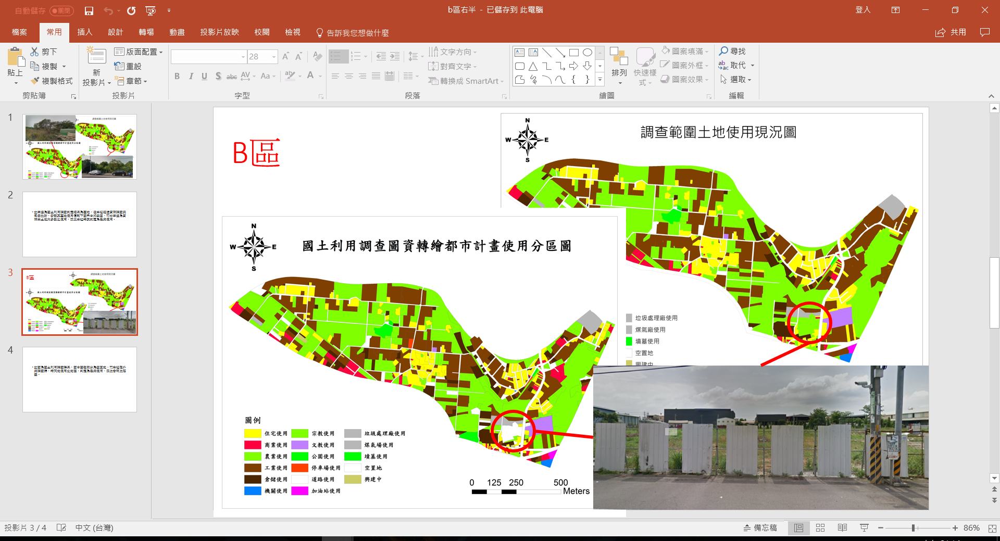 自動儲存 關閉
b區右半 - 已儲存到 此電腦
登入
檔案 常用 插入 設計 轉場 動畫 投影片放映 校閱 檢視 告訴我您想做什麼
共用
貼上
剪下
複製
複製格式
剪貼簿
新
投影片
版面配置
重設
章節
投影片
28
B I U S abc AV Aa
A
字型
文字方向
對齊文字
轉換成 SmartArt
段落
排列
快速樣
式
圖案填滿
圖案外框
圖案效果
繪圖
尋找
取代
選取
編輯
1
2
3
4
B區
N
W E
S
調查範圍土地使用現況圖
垃圾處理廠使用
煤氣廠使用
墳墓使用
空置地
興建中
N
W E
S
國土利用調查圖資轉繪都市計畫使用分區圖
圖例
住宅使用 宗教使用 垃圾處理廠使用
商業使用 文教使用 煤氣場使用
農業使用 公園使用 墳墓使用
工業使用 停車場使用 空置地
倉儲使用 道路使用 興建中
機關使用 加油站使用
0 125 250 500
Meters
投影片 3 / 4 中文 (台灣)
備忘稿
86%